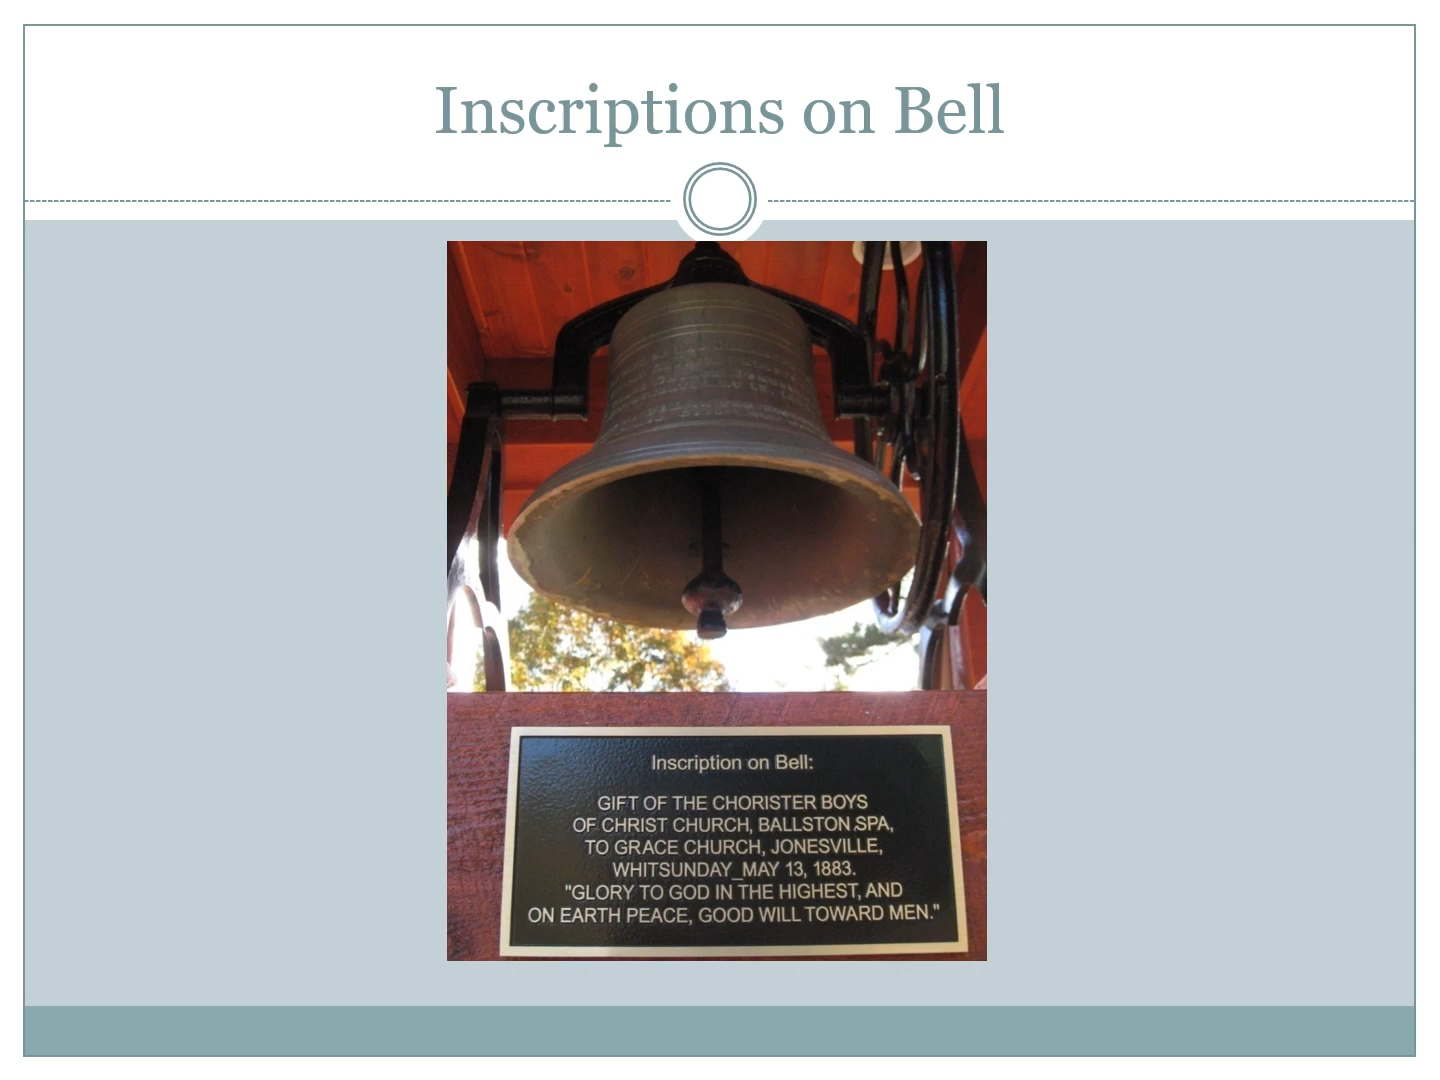 Inscriptions on Bell
Inscription on Bell:
GIFT OF THE CHORISTER BOYS
OF CHRIST CHURCH, BALLSTON SPA,
TO GRACE CHURCH, JONESVILLE,
WHITSUNDAY_MAY 13, 1883.
"GLORY TO GOD IN THE HIGHEST, AND
ON EARTH PEACE, GOOD WILL TOWARD MEN."